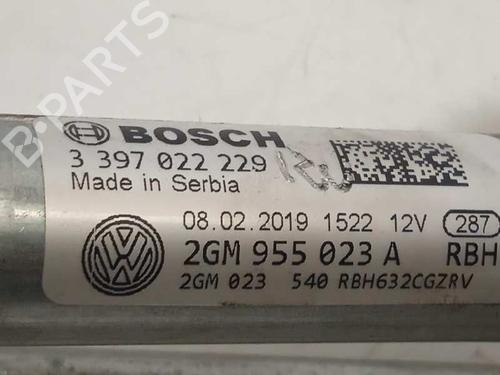 BOSCH
3 397 022 229
Made in Serbia
08.02.2019 1522 12V 287
2GM 955 023 A RBH
2GM 023 540 RBH632CGZRV